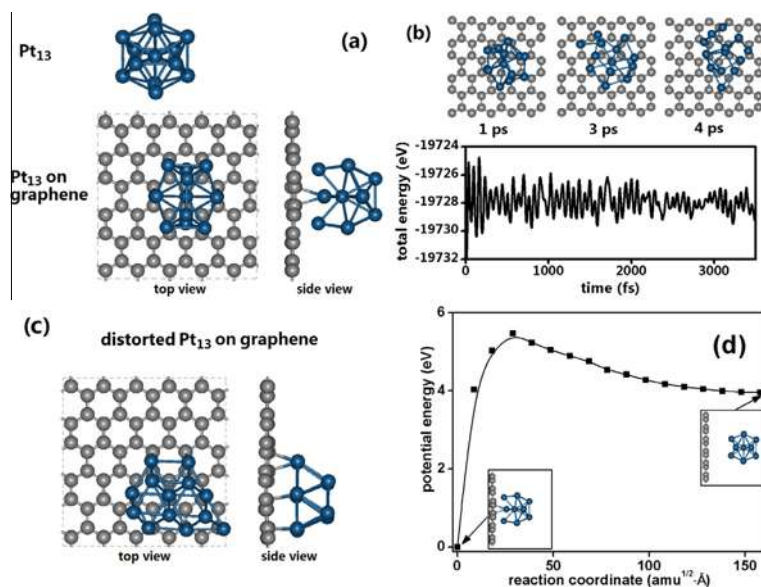 (a)
Pt13
Pt13 on
graphene
top view
side view
(b)
1 ps
3 ps
4 ps
total energy (eV)
-19724
-19726
-19728
-19730
-19732
0
1000
2000
3000
time (fs)
(c)
distorted Pt13 on graphene
top view
side view
(d)
potential energy (eV)
6
4
2
0
0
50
100
150
reaction coordinate (amu1/2·Å)